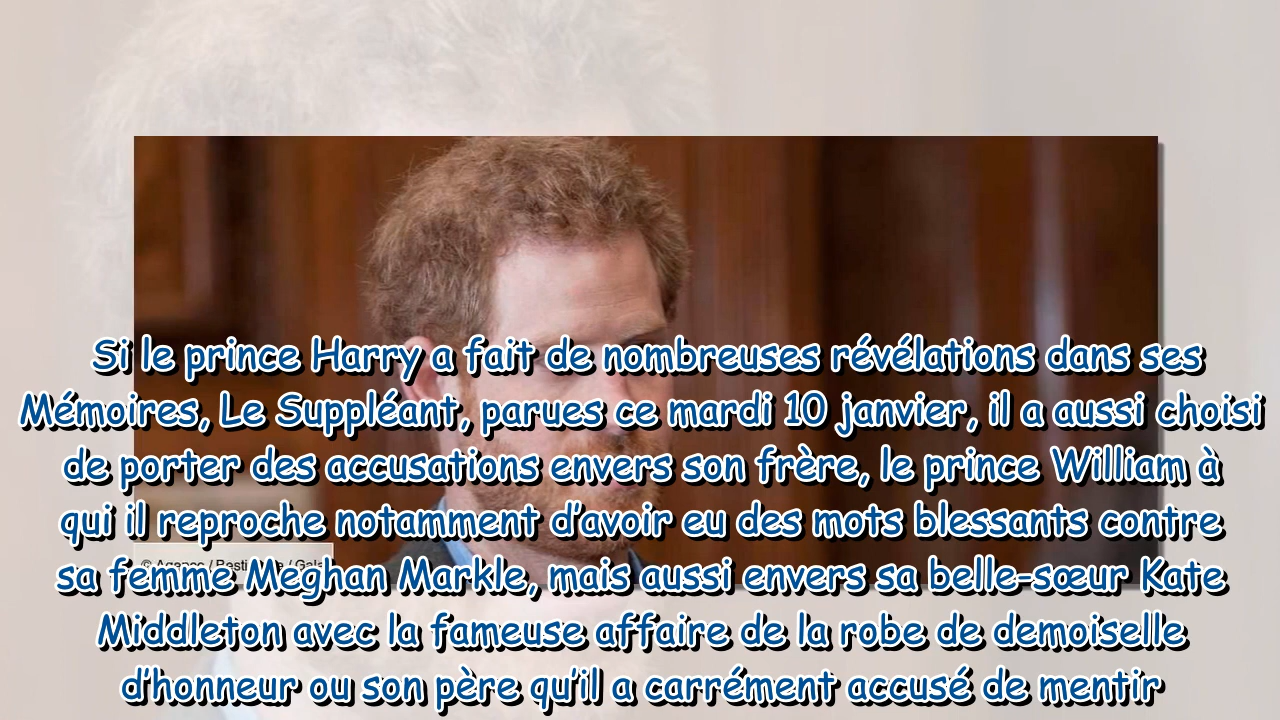 Si le prince Harry a fait de nombreuses révélations dans ses
Mémoires, Le Suppléant, parues ce mardi 10 janvier, il a aussi choisi
de porter des accusations envers son frère, le prince William à
qui il reproche notamment d'avoir eu des mots blessants contre
sa femme Meghan Markle, mais aussi envers sa belle-sœur Kate
Middleton avec la fameuse affaire de la robe de demoiselle
d'honneur ou son père qu'il a carrément accusé de mentir